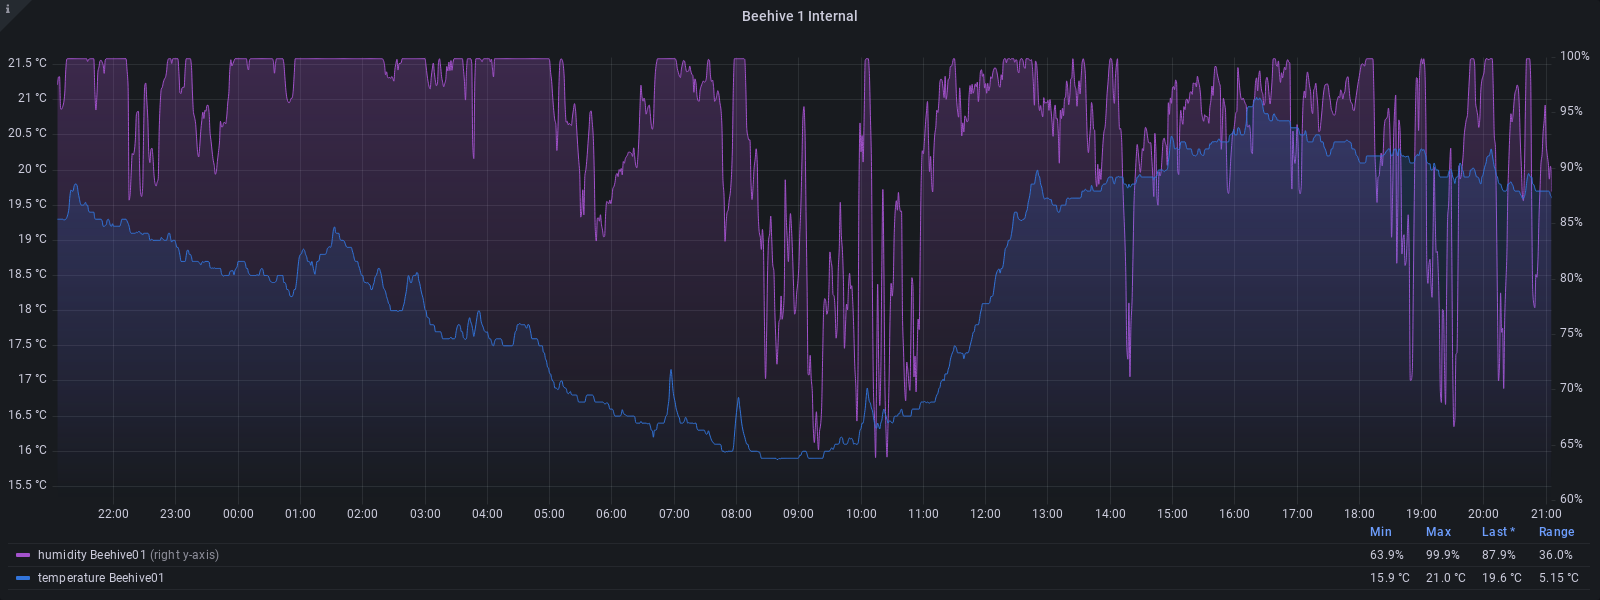 i
Beehive 1 Internal
21.5 °C
21 °C
20.5 °C
20 °C
19.5 °C
19 °C
18.5 °C
18 °C
17.5 °C
17 °C
16.5 °C
16 °C
15.5 °C
100%
95%
90%
85%
80%
75%
70%
65%
60%
22:00 23:00 00:00 01:00 02:00 03:00 04:00 05:00 06:00 07:00 08:00 09:00 10:00 11:00 12:00 13:00 14:00 15:00 16:00 17:00 18:00 19:00 20:00 21:00
Min Max Last * Range
humidity Beehive01 (right y-axis) 63.9% 99.9% 87.9% 36.0%
temperature Beehive01 15.9 °C 21.0 °C 19.6 °C 5.15 °C